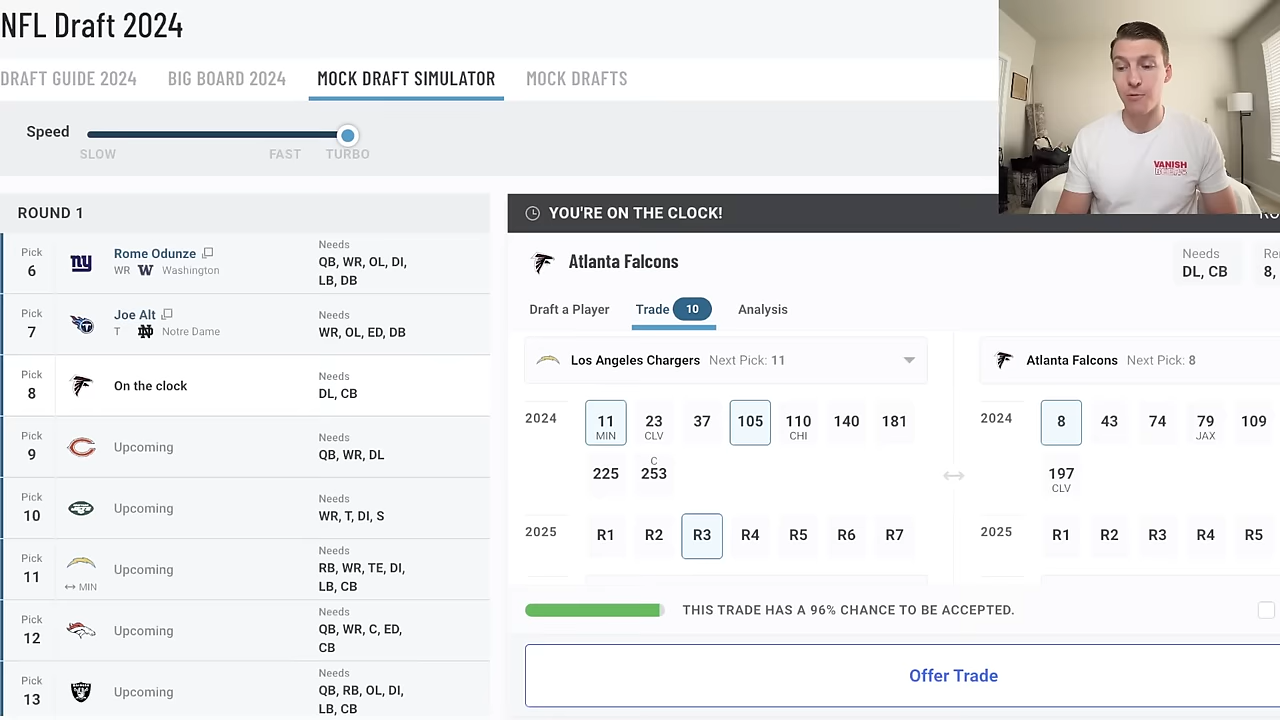 NFL Draft 2024
DRAFT GUIDE 2024 BIG BOARD 2024 MOCK DRAFT SIMULATOR MOCK DRAFTS
Speed
SLOW FAST TURBO
VANISH
ROUND 1
YOU'RE ON THE CLOCK!
Pick 6
ny
Rome Odunze
WR W Washington
Needs
QB, WR, OL, DI,
LB, DB
Pick 7
Joe Alt
T ND Notre Dame
Needs
WR, OL, ED, DB
Pick 8
On the clock
Needs
DL, CB
Pick 9
Upcoming
Needs
QB, WR, DL
Pick 10
Upcoming
Needs
WR, T, DI, S
Pick 11
↔ MIN
Upcoming
Needs
RB, WR, TE, DI,
LB, CB
Pick 12
Upcoming
Needs
QB, WR, C, ED,
CB
Pick 13
Upcoming
Needs
QB, RB, OL, DI,
LB, CB
Atlanta Falcons
Needs
DL, CB
8,
Draft a Player Trade 10 Analysis
Los Angeles Chargers Next Pick: 11
2024 11 MIN 23 CLV 37 105 110 CHI 140 181
225 C 253
2025 R1 R2 R3 R4 R5 R6 R7
Atlanta Falcons Next Pick: 8
2024 8 43 74 79 JAX 109
197 CLV
2025 R1 R2 R3 R4 R5
THIS TRADE HAS A 96% CHANCE TO BE ACCEPTED.
Offer Trade